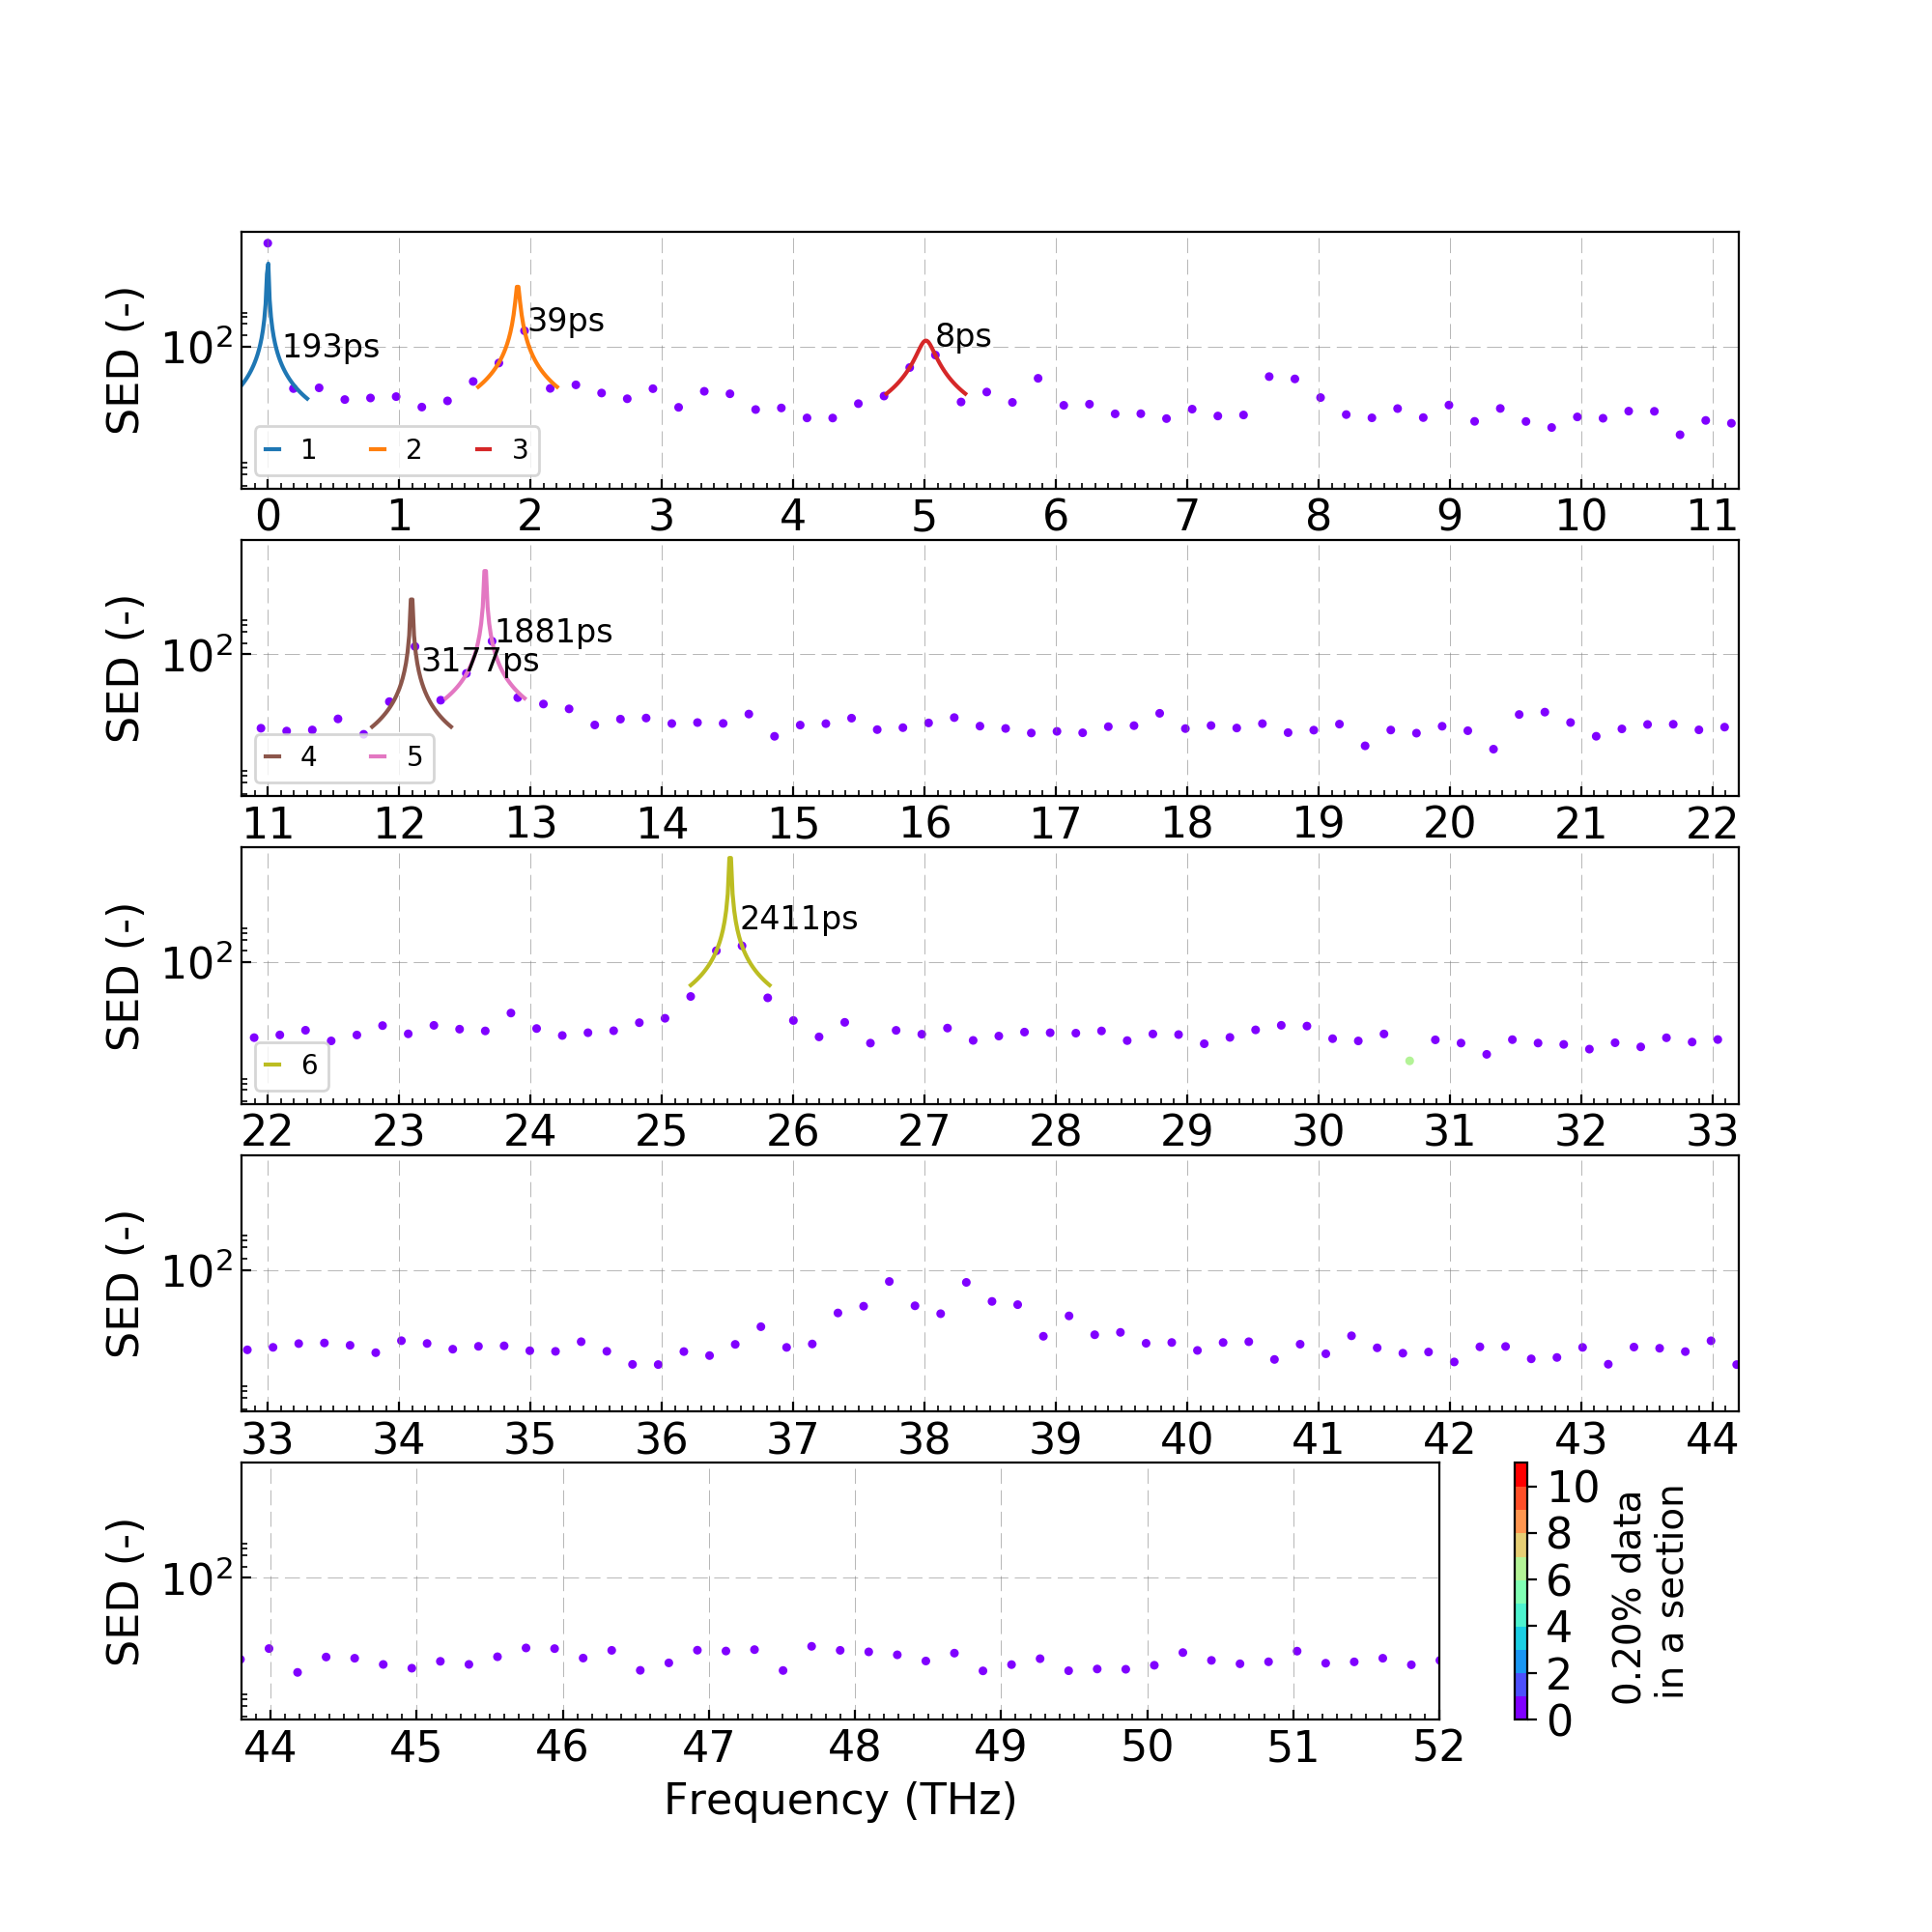 SED (-)
10²
193ps
39ps
8ps
1 2 3
0 1 2 3 4 5 6 7 8 9 10 11
SED (-)
10²
1881ps
3177ps
4 5
11 12 13 14 15 16 17 18 19 20 21 22
SED (-)
10²
2411ps
6
22 23 24 25 26 27 28 29 30 31 32 33
SED (-)
10²
33 34 35 36 37 38 39 40 41 42 43 44
SED (-)
10²
44 45 46 47 48 49 50 51 52
Frequency (THz)
10
8
6
4
2
0
0.20% data
in a section